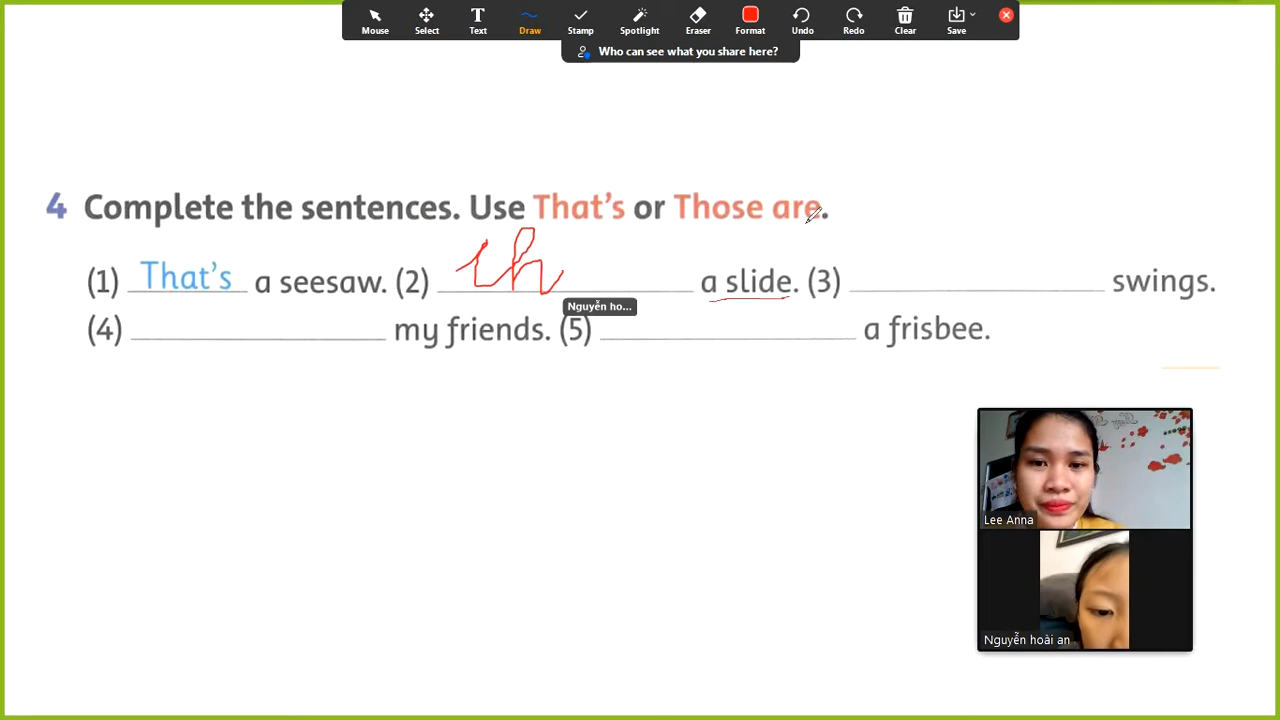 Mouse Select Text Draw Stamp Spotlight Eraser Format Undo Redo Clear Save
Who can see what you share here?
4 Complete the sentences. Use That's or Those are.
(1) That's a seesaw. (2) th a slide. (3) swings.
Nguyễn ho...
(4) my friends. (5) a frisbee.
Lee Anna
Nguyễn hoài an